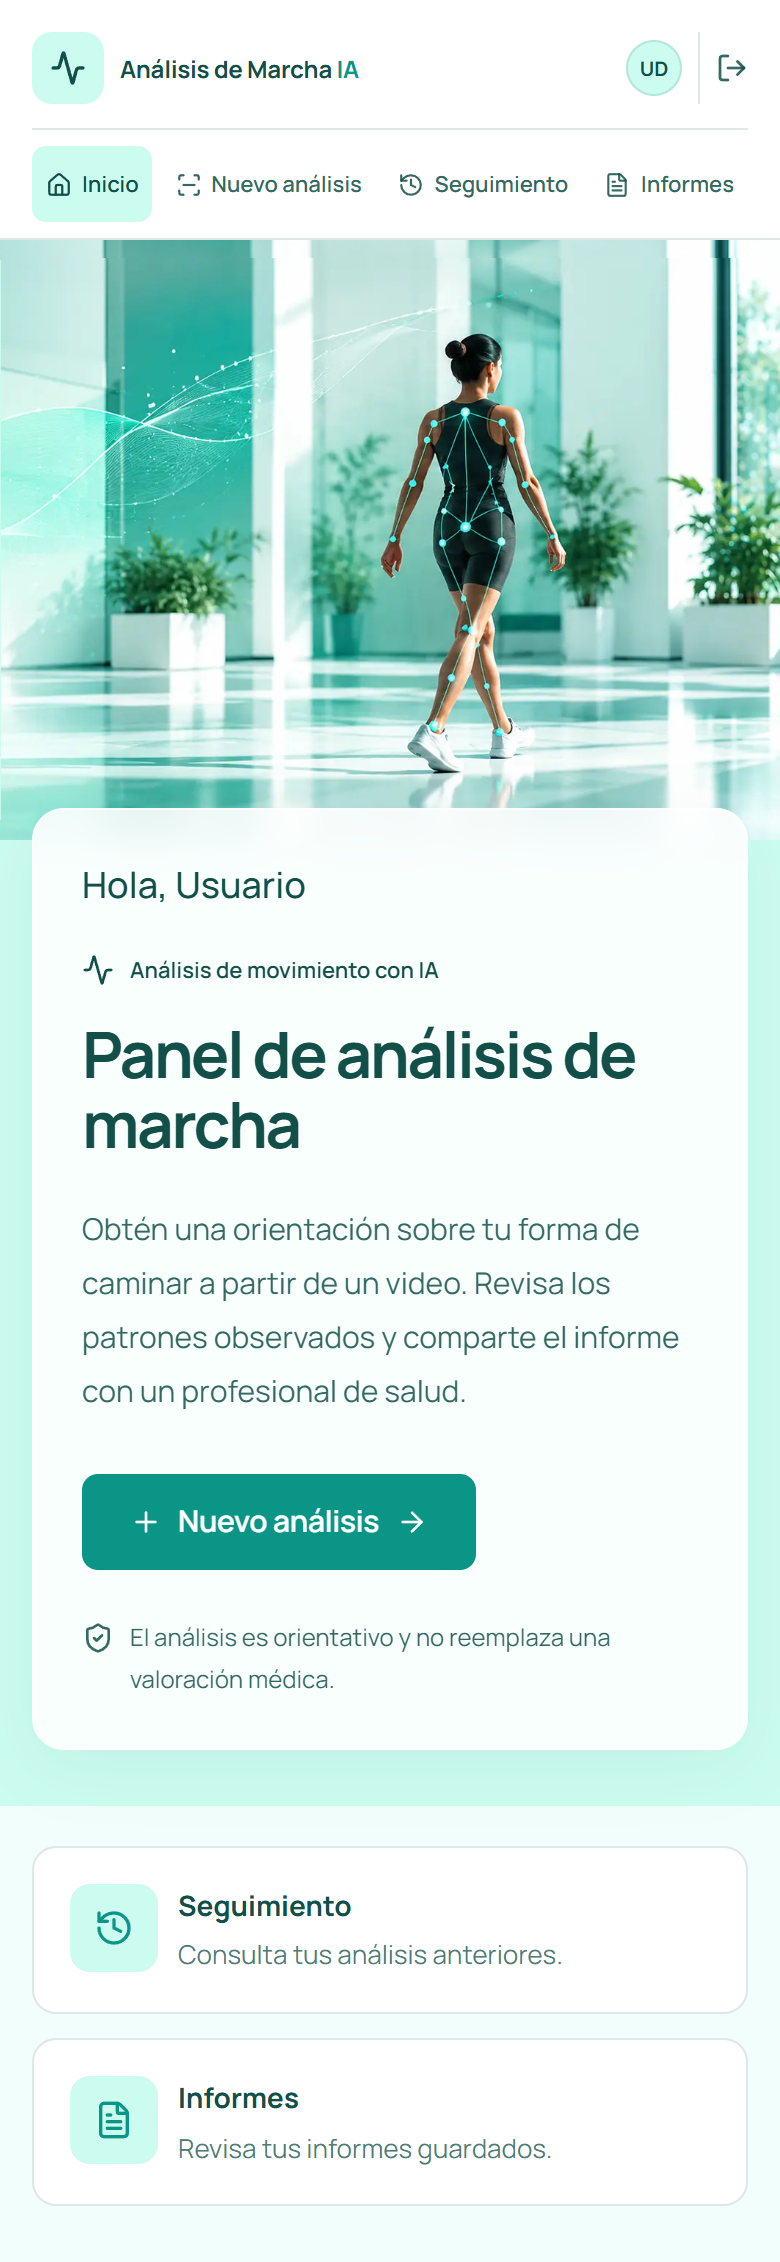 Análisis de Marcha IA
UD
Inicio
Nuevo análisis
Seguimiento
Informes
Hola, Usuario
Análisis de movimiento con IA
Panel de análisis de
marcha
Obtén una orientación sobre tu forma de
caminar a partir de un video. Revisa los
patrones observados y comparte el informe
con un profesional de salud.
Nuevo análisis
El análisis es orientativo y no reemplaza una
valoración médica.
Seguimiento
Consulta tus análisis anteriores.
Informes
Revisa tus informes guardados.